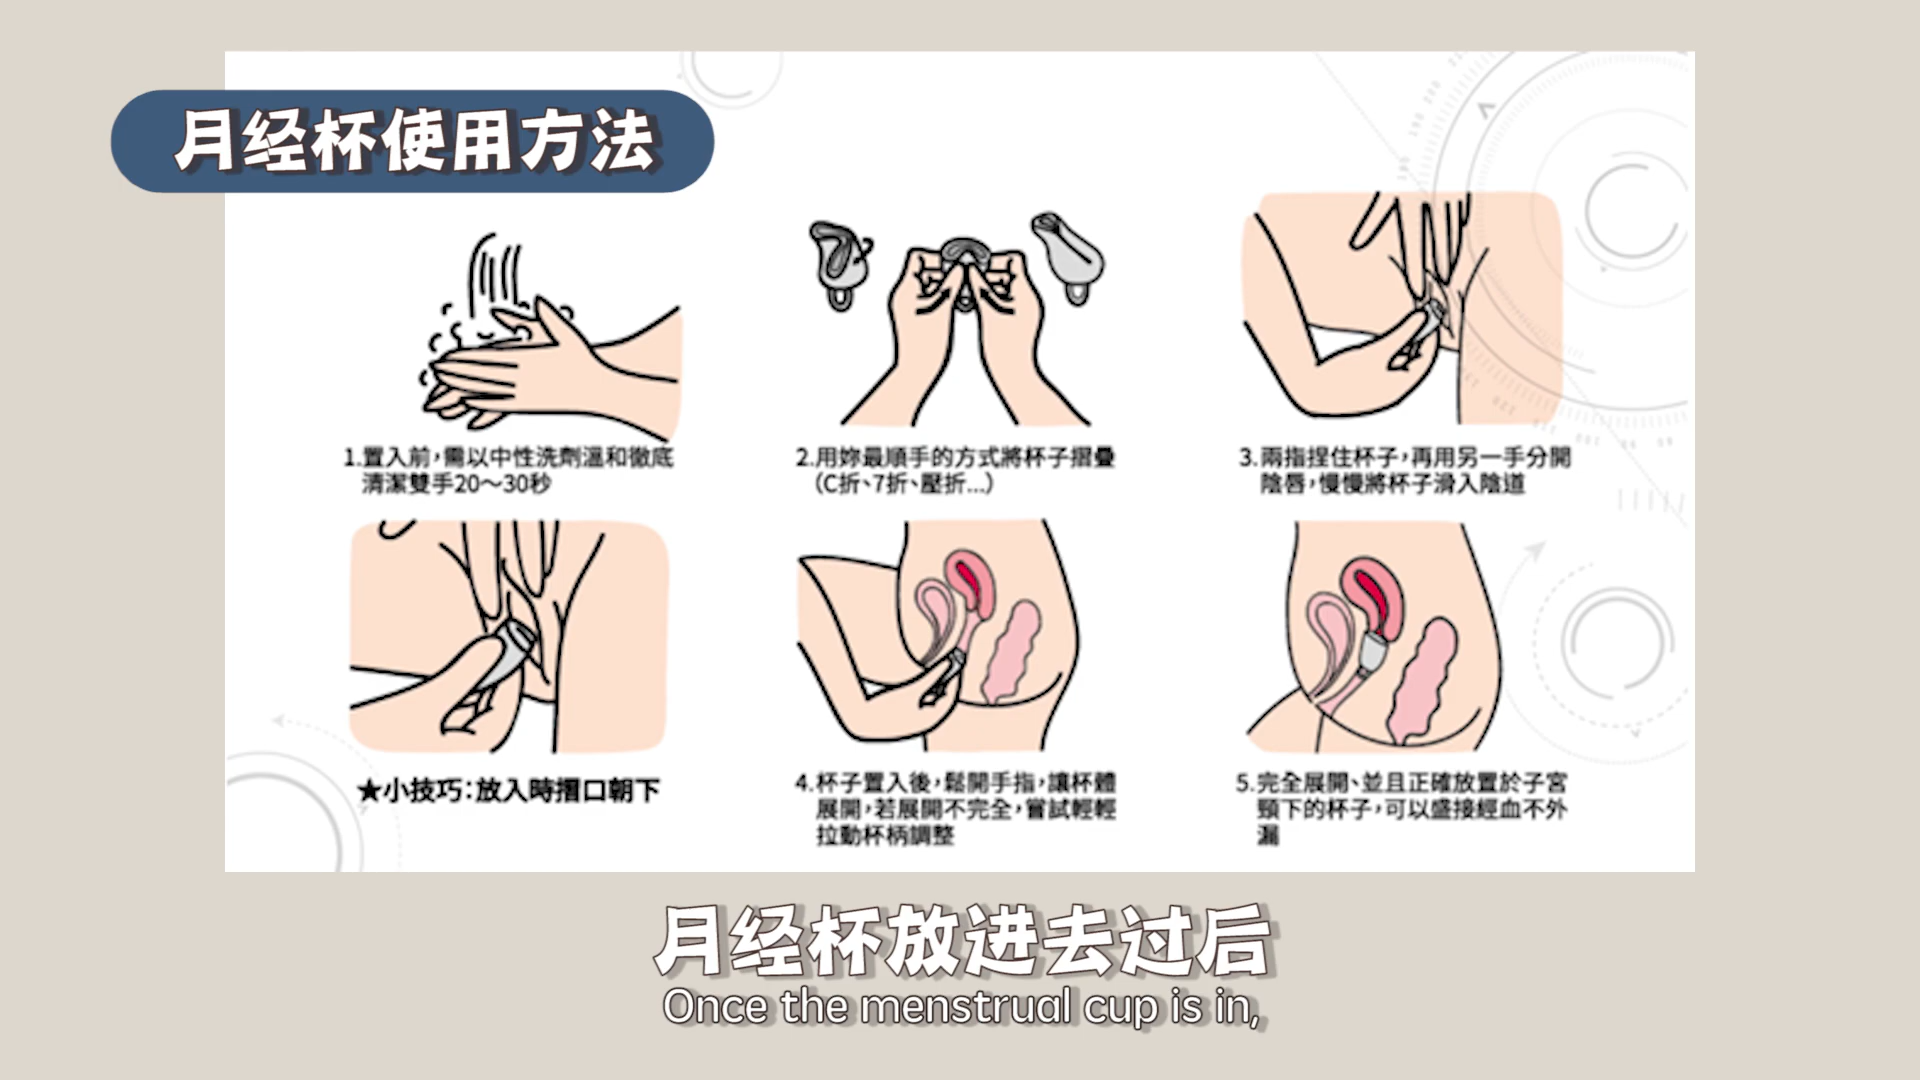 月经杯使用方法
1.置入前，需以中性洗劑溫和徹底
清潔雙手20～30秒
2.用妳最順手的方式將杯子摺疊
（C折、7折、壓折...）
3.兩指捏住杯子，再用另一手分開
陰唇，慢慢將杯子滑入陰道
★小技巧：放入時摺口朝下
4.杯子置入後，鬆開手指，讓杯體
展開，若展開不完全，嘗試輕輕
拉動杯柄調整
5.完全展開、並且正確放置於子宮
頸下的杯子，可以盛接經血不外
漏
月经杯放进去过后
Once the menstrual cup is in,